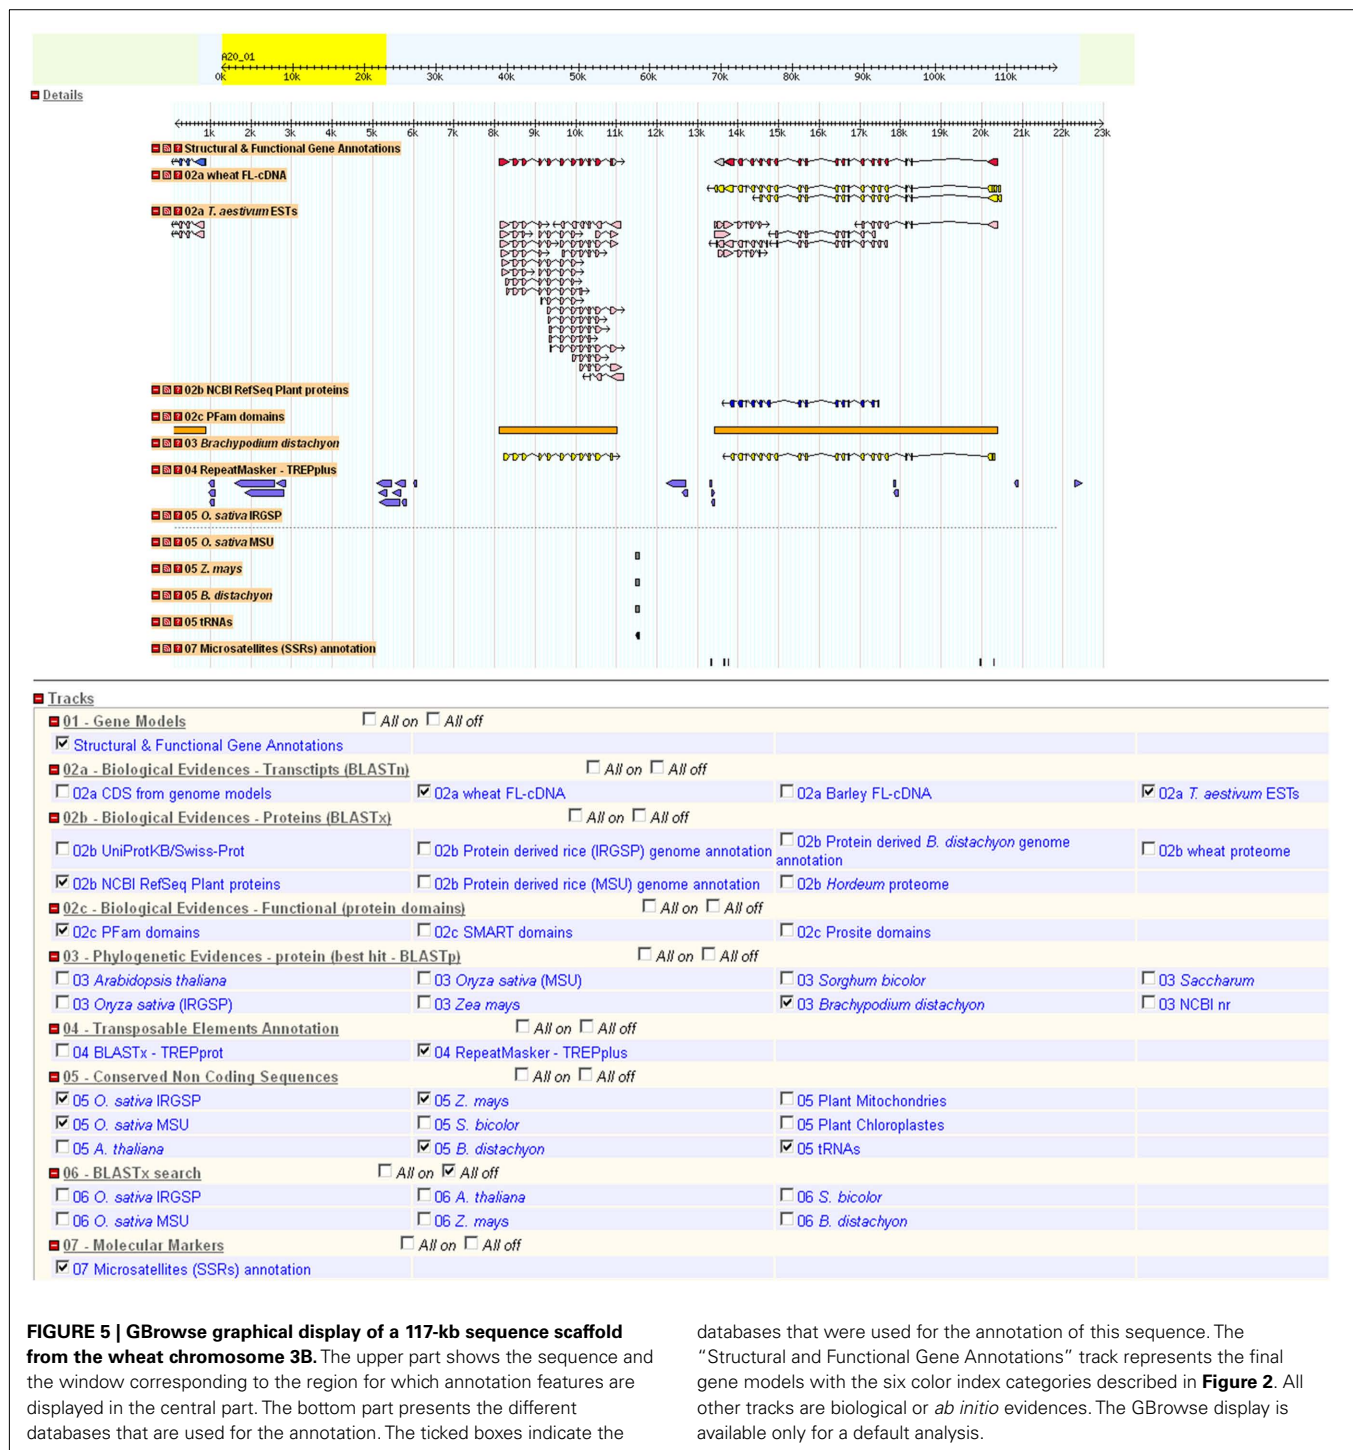 A20_01
0k 10k 20k 30k 40k 50k 60k 70k 80k 90k 100k 110k
Details
1k 2k 3k 4k 5k 6k 7k 8k 9k 10k 11k 12k 13k 14k 15k 16k 17k 18k 19k 20k 21k 22k 23k
Structural & Functional Gene Annotations
02a wheat FL-cDNA
02a T. aestivum ESTs
02b NCBI RefSeq Plant proteins
02c PFam domains
03 Brachypodium distachyon
04 RepeatMasker - TREPplus
05 O. sativa IRGSP
05 O. sativa MSU
05 Z. mays
05 B. distachyon
05 tRNAs
07 Microsatellites (SSRs) annotation
Tracks
01 - Gene Models All on All off
Structural & Functional Gene Annotations
02a - Biological Evidences - Transctipts (BLASTn) All on All off
02a CDS from genome models 02a wheat FL-cDNA 02a Barley FL-cDNA 02a T. aestivum ESTs
02b - Biological Evidences - Proteins (BLASTx) All on All off
02b UniProtKB/Swiss-Prot 02b Protein derived rice (IRGSP) genome annotation 02b Protein derived B. distachyon genome annotation 02b wheat proteome
02b NCBI RefSeq Plant proteins 02b Protein derived rice (MSU) genome annotation 02b Hordeum proteome
02c - Biological Evidences - Functional (protein domains) All on All off
02c PFam domains 02c SMART domains 02c Prosite domains
03 - Phylogenetic Evidences - protein (best hit - BLASTp) All on All off
03 Arabidopsis thaliana 03 Oryza sativa (MSU) 03 Sorghum bicolor 03 Saccharum
03 Oryza sativa (IRGSP) 03 Zea mays 03 Brachypodium distachyon 03 NCBI nr
04 - Transposable Elements Annotation All on All off
04 BLASTx - TREPprot 04 RepeatMasker - TREPplus
05 - Conserved Non Coding Sequences All on All off
05 O. sativa IRGSP 05 Z. mays 05 Plant Mitochondries
05 O. sativa MSU 05 S. bicolor 05 Plant Chloroplastes
05 A. thaliana 05 B. distachyon 05 tRNAs
06 - BLASTx search All on All off
06 O. sativa IRGSP 06 A. thaliana 06 S. bicolor
06 O. sativa MSU 06 Z. mays 06 B. distachyon
07 - Molecular Markers All on All off
07 Microsatellites (SSRs) annotation
FIGURE 5 | GBrowse graphical display of a 117-kb sequence scaffold
from the wheat chromosome 3B. The upper part shows the sequence and
the window corresponding to the region for which annotation features are
displayed in the central part. The bottom part presents the different
databases that are used for the annotation. The ticked boxes indicate the
databases that were used for the annotation of this sequence. The
"Structural and Functional Gene Annotations" track represents the final
gene models with the six color index categories described in Figure 2. All
other tracks are biological or ab initio evidences. The GBrowse display is
available only for a default analysis.